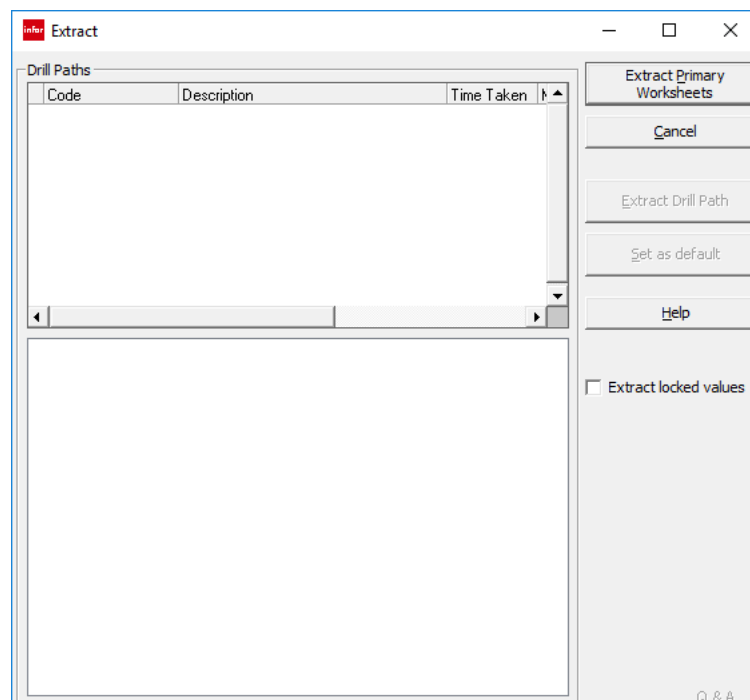 infor Extract
Drill Paths
Code Description Time Taken
Extract Primary
Worksheets
Cancel
Extract Drill Path
Set as default
Help
Extract locked values
Q & A